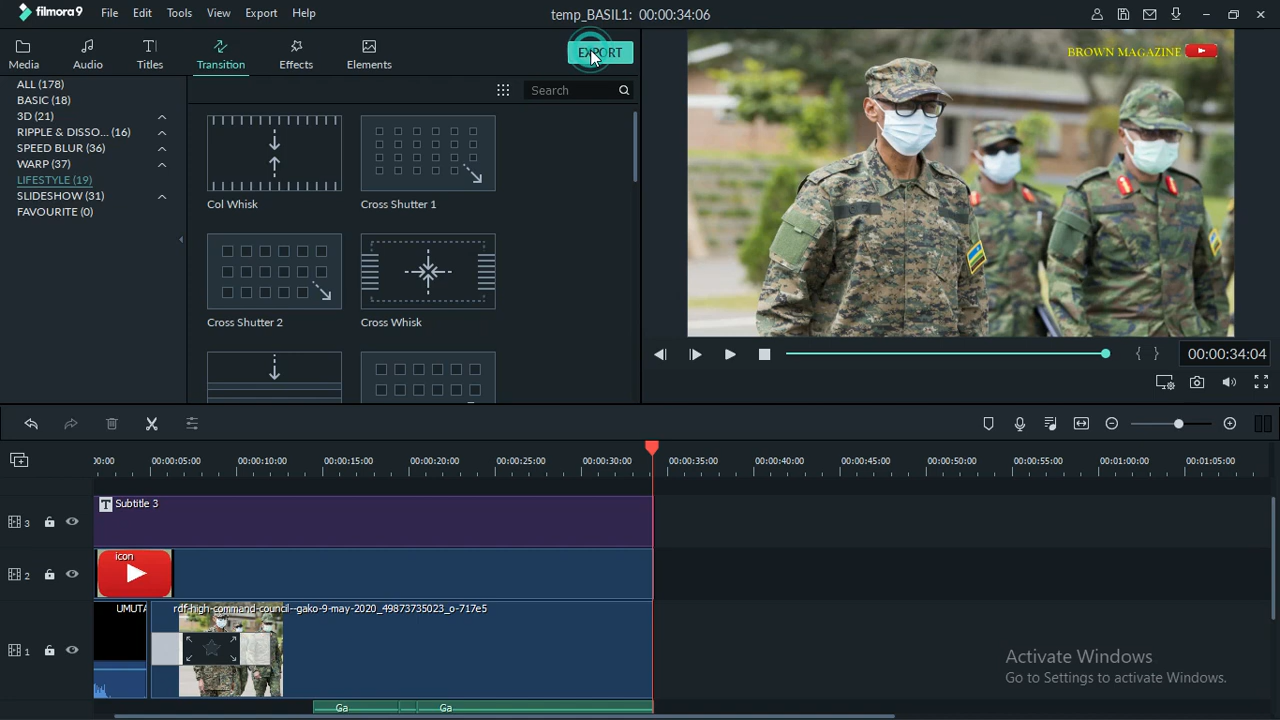 filmora9 File Edit Tools View Export Help temp_BASIL1: 00:00:34:06
Media Audio Titles Transition Effects Elements EXPORT
ALL (178)
BASIC (18)
3D (21)
RIPPLE & DISSO... (16)
SPEED BLUR (36)
WARP (37)
LIFESTYLE (19)
SLIDESHOW (31)
FAVOURITE (0)
Search
Col Whisk Cross Shutter 1
Cross Shutter 2 Cross Whisk
BROWN MAGAZINE
{ } 00:00:34:04
00:00 00:00:05:00 00:00:10:00 00:00:15:00 00:00:20:00 00:00:25:00 00:00:30:00 00:00:35:00 00:00:40:00 00:00:45:00 00:00:50:00 00:00:55:00 00:01:00:00 00:01:05:00
3 T Subtitle 3
2 icon
UMUTA rdf-high-command-council--gako-9-may-2020_49873735023_o-717e5
1
Ga Ga
Activate Windows
Go to Settings to activate Windows.